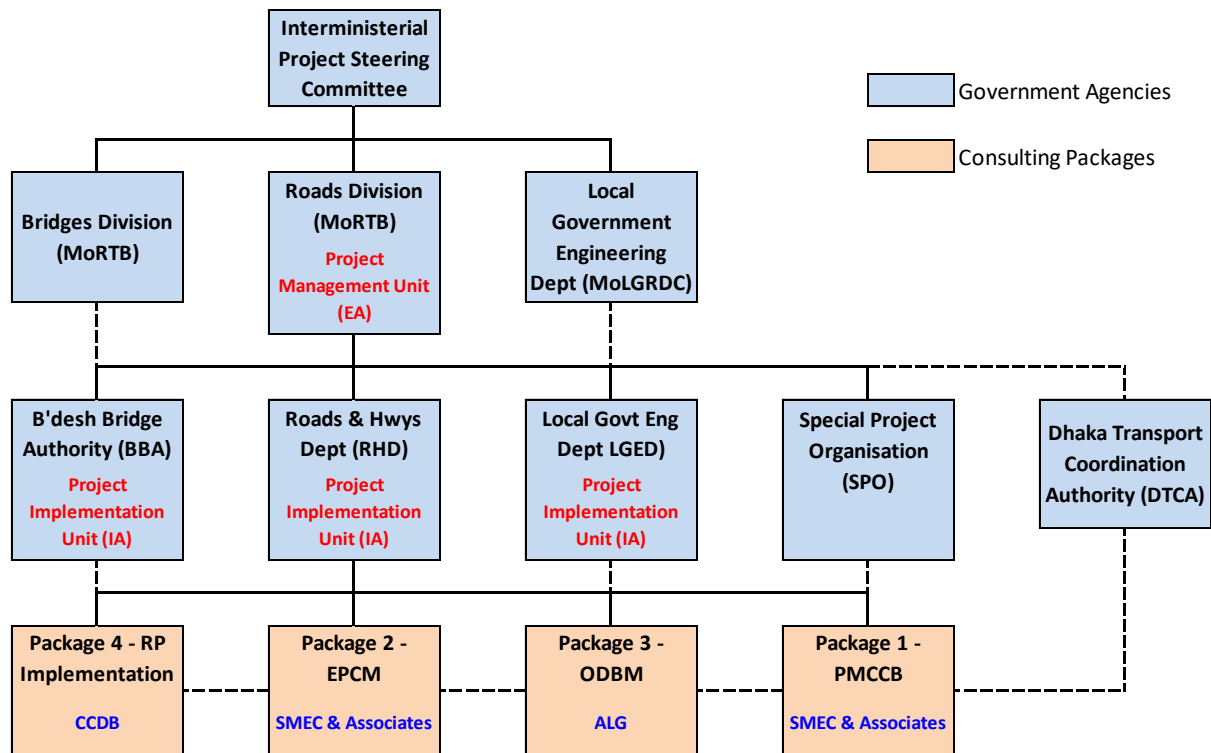 Interministerial
Project Steering
Committee
Government Agencies
Consulting Packages
Bridges Division
(MoRTB)
Roads Division
(MoRTB)
Project
Management Unit
(EA)
Local
Government
Engineering
Dept (MoLGRDC)
B'desh Bridge
Authority (BBA)
Project
Implementation
Unit (IA)
Roads & Hwys
Dept (RHD)
Project
Implementation
Unit (IA)
Local Govt Eng
Dept LGED)
Project
Implementation
Unit (IA)
Special Project
Organisation
(SPO)
Dhaka Transport
Coordination
Authority (DTCA)
Package 4 - RP
Implementation
CCDB
Package 2 -
EPCM
SMEC & Associates
Package 3 -
ODBM
ALG
Package 1 -
PMCCB
SMEC & Associates